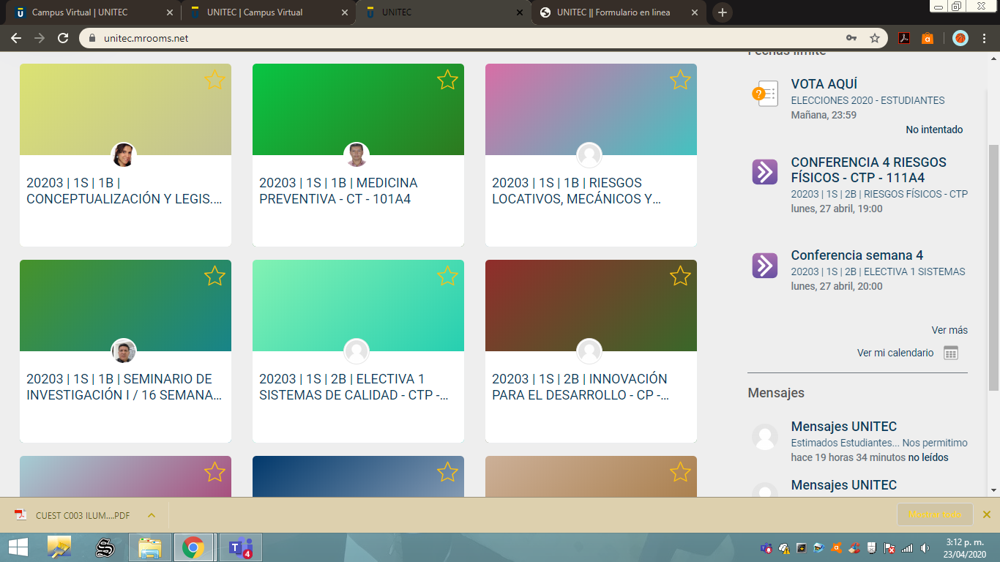 Campus Virtual | UNITEC
UNITEC | Campus Virtual
UNITEC
UNITEC || Formulario en linea
unitec.mrooms.net
20203 | 1S | 1B |
CONCEPTUALIZACIÓN Y LEGIS....
20203 | 1S | 1B | MEDICINA
PREVENTIVA - CT - 101A4
20203 | 1S | 1B | RIESGOS
LOCATIVOS, MECÁNICOS Y...
20203 | 1S | 1B | SEMINARIO DE
INVESTIGACIÓN I / 16 SEMANA...
20203 | 1S | 2B | ELECTIVA 1
SISTEMAS DE CALIDAD - CTP -...
20203 | 1S | 2B | INNOVACIÓN
PARA EL DESARROLLO - CP -...
Fechas límite
VOTA AQUÍ
ELECCIONES 2020 - ESTUDIANTES
Mañana, 23:59
No intentado
CONFERENCIA 4 RIESGOS
FÍSICOS - CTP - 111A4
20203 | 1S | 2B | RIESGOS FÍSICOS - CTP
lunes, 27 abril, 19:00
Conferencia semana 4
20203 | 1S | 2B | ELECTIVA 1 SISTEMAS
lunes, 27 abril, 20:00
Ver más
Ver mi calendario
Mensajes
Mensajes UNITEC
Estimados Estudiantes... Nos permitimo
hace 19 horas 34 minutos no leídos
Mensajes UNITEC
CUEST C003 ILUM....PDF
Mostrar todo
4
3:12 p. m.
23/04/2020